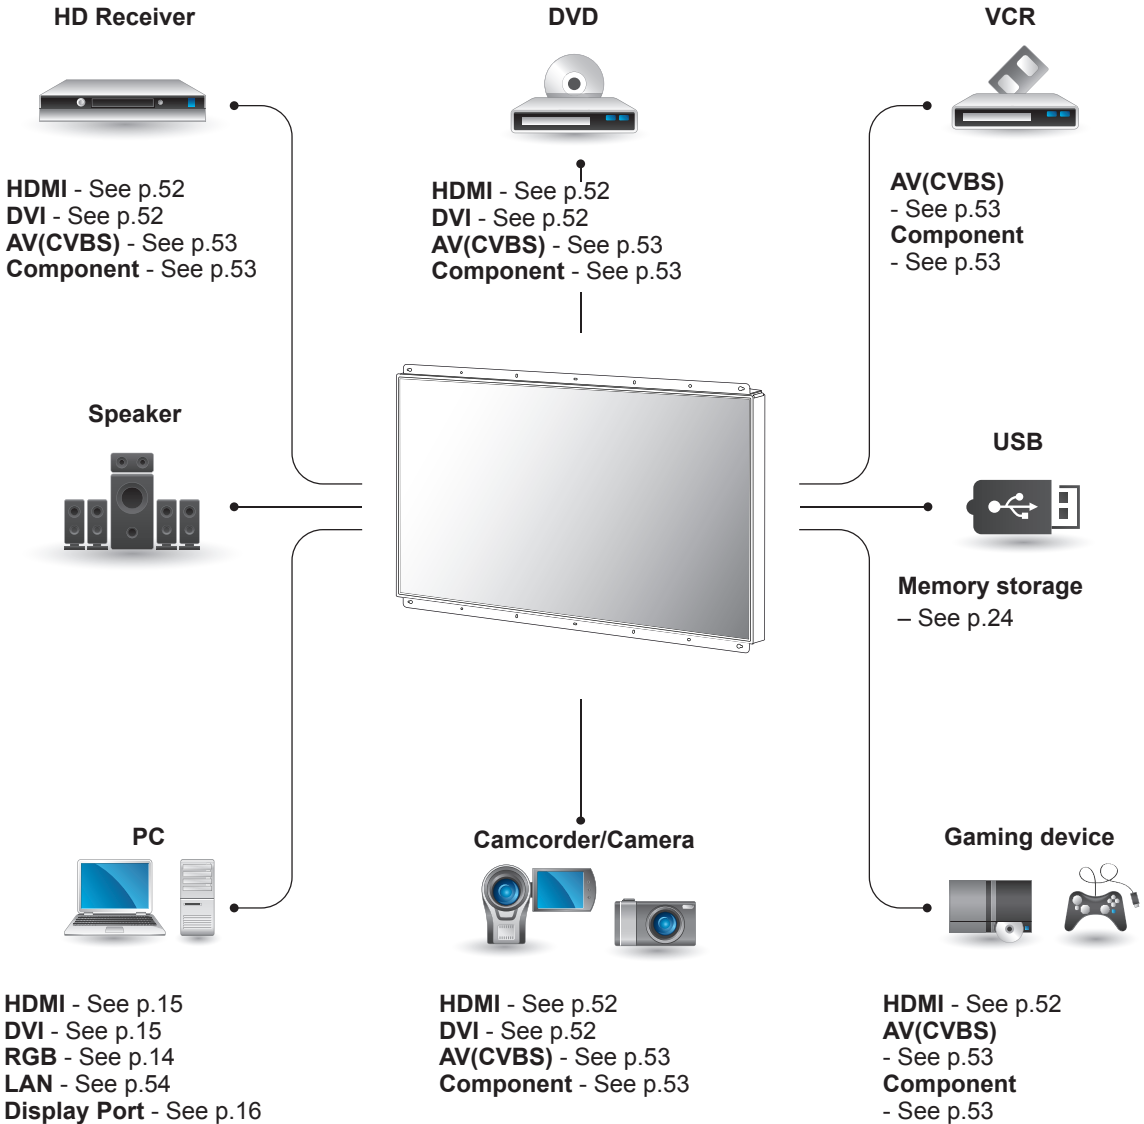 HD Receiver
HDMI - See p.52
DVI - See p.52
AV(CVBS) - See p.53
Component - See p.53
DVD
HDMI - See p.52
DVI - See p.52
AV(CVBS) - See p.53
Component - See p.53
VCR
AV(CVBS)
- See p.53
Component
- See p.53
Speaker
USB
Memory storage
– See p.24
PC
HDMI - See p.15
DVI - See p.15
RGB - See p.14
LAN - See p.54
Display Port - See p.16
Camcorder/Camera
HDMI - See p.52
DVI - See p.52
AV(CVBS) - See p.53
Component - See p.53
Gaming device
HDMI - See p.52
AV(CVBS)
- See p.53
Component
- See p.53